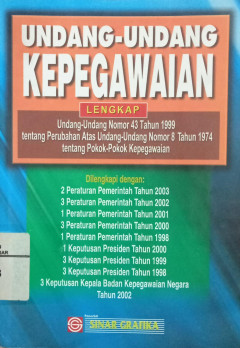 UNDANG-UNDANG
KEPEGAWAIAN
LENGKAP
Undang-Undang Nomor 43 Tahun 1999
tentang Perubahan Atas Undang-Undang Nomor 8 Tahun 1974
tentang Pokok-Pokok Kepegawaian
Dilengkapi dengan:
2 Peraturan Pemerintah Tahun 2003
3 Peraturan Pemerintah Tahun 2002
1 Peraturan Pemerintah Tahun 2001
3 Peraturan Pemerintah Tahun 2000
1 Peraturan Pemerintah Tahun 1998
1 Keputusan Presiden Tahun 2000
3 Keputusan Presiden Tahun 1999
3 Keputusan Presiden Tahun 1998
3 Keputusan Kepala Badan Kepegawaian Negara
Tahun 2002
SINAR GRAFIKA